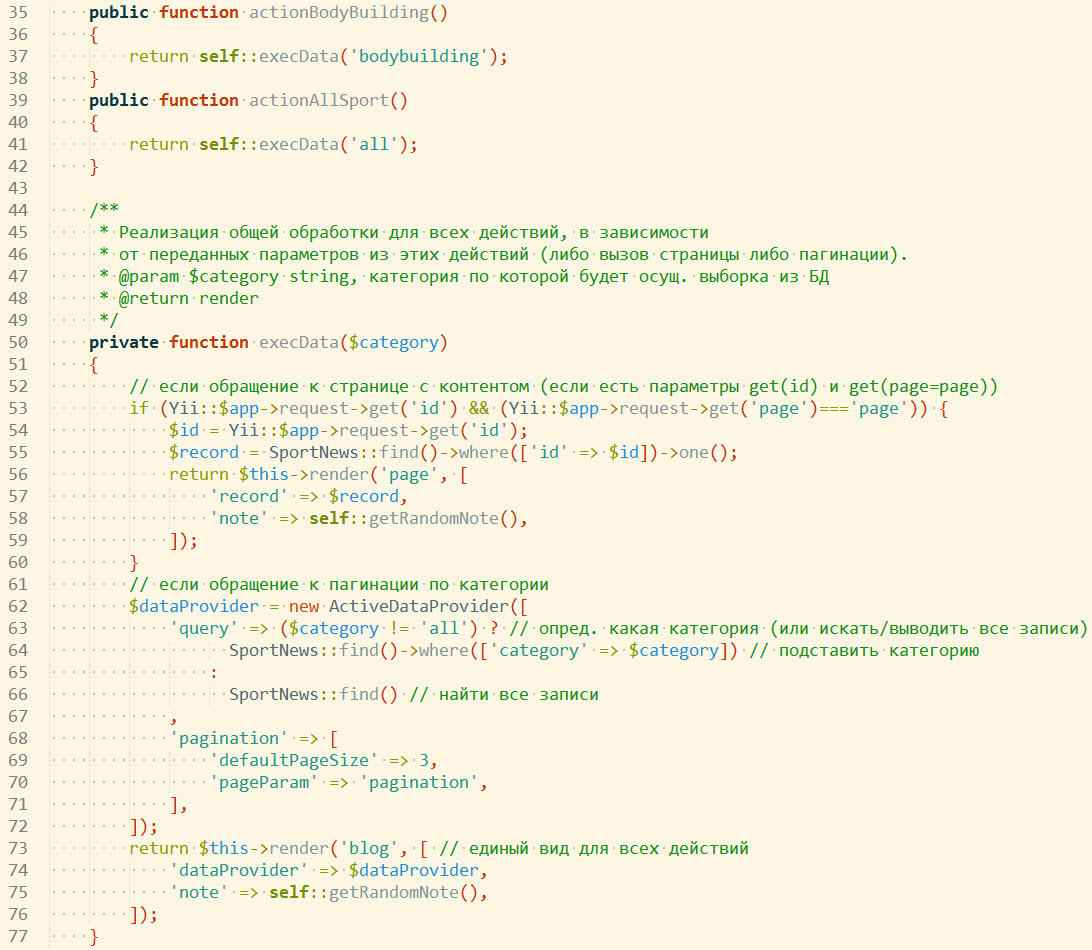 35     public function actionBodyBuilding()
36     {
37         return self::execData('bodybuilding');
38     }
39     public function actionAllSport()
40     {
41         return self::execData('all');
42     }
43
44     /**
45      * Реализация общей обработки для всех действий, в зависимости
46      * от переданных параметров из этих действий (либо вызов страницы либо пагинации).
47      * @param $category string, категория по которой будет осущ. выборка из БД
48      * @return render
49      */
50     private function execData($category)
51     {
52         // если обращение к странице с контентом (если есть параметры get(id) и get(page=page))
53         if (Yii::$app->request->get('id') && (Yii::$app->request->get('page')==='page')) {
54             $id = Yii::$app->request->get('id');
55             $record = SportNews::find()->where(['id' => $id])->one();
56             return $this->render('page', [
57                 'record' => $record,
58                 'note' => self::getRandomNote(),
59             ]);
60         }
61         // если обращение к пагинации по категории
62         $dataProvider = new ActiveDataProvider([
63             'query' => ($category != 'all') ? // опред. какая категория (или искать/выводить все записи)
64                   SportNews::find()->where(['category' => $category]) // подставить категорию
65                 :
66                   SportNews::find() // найти все записи
67             ,
68             'pagination' => [
69                 'defaultPageSize' => 3,
70                 'pageParam' => 'pagination',
71             ],
72         ]);
73         return $this->render('blog', [ // единый вид для всех действий
74             'dataProvider' => $dataProvider,
75             'note' => self::getRandomNote(),
76         ]);
77     }